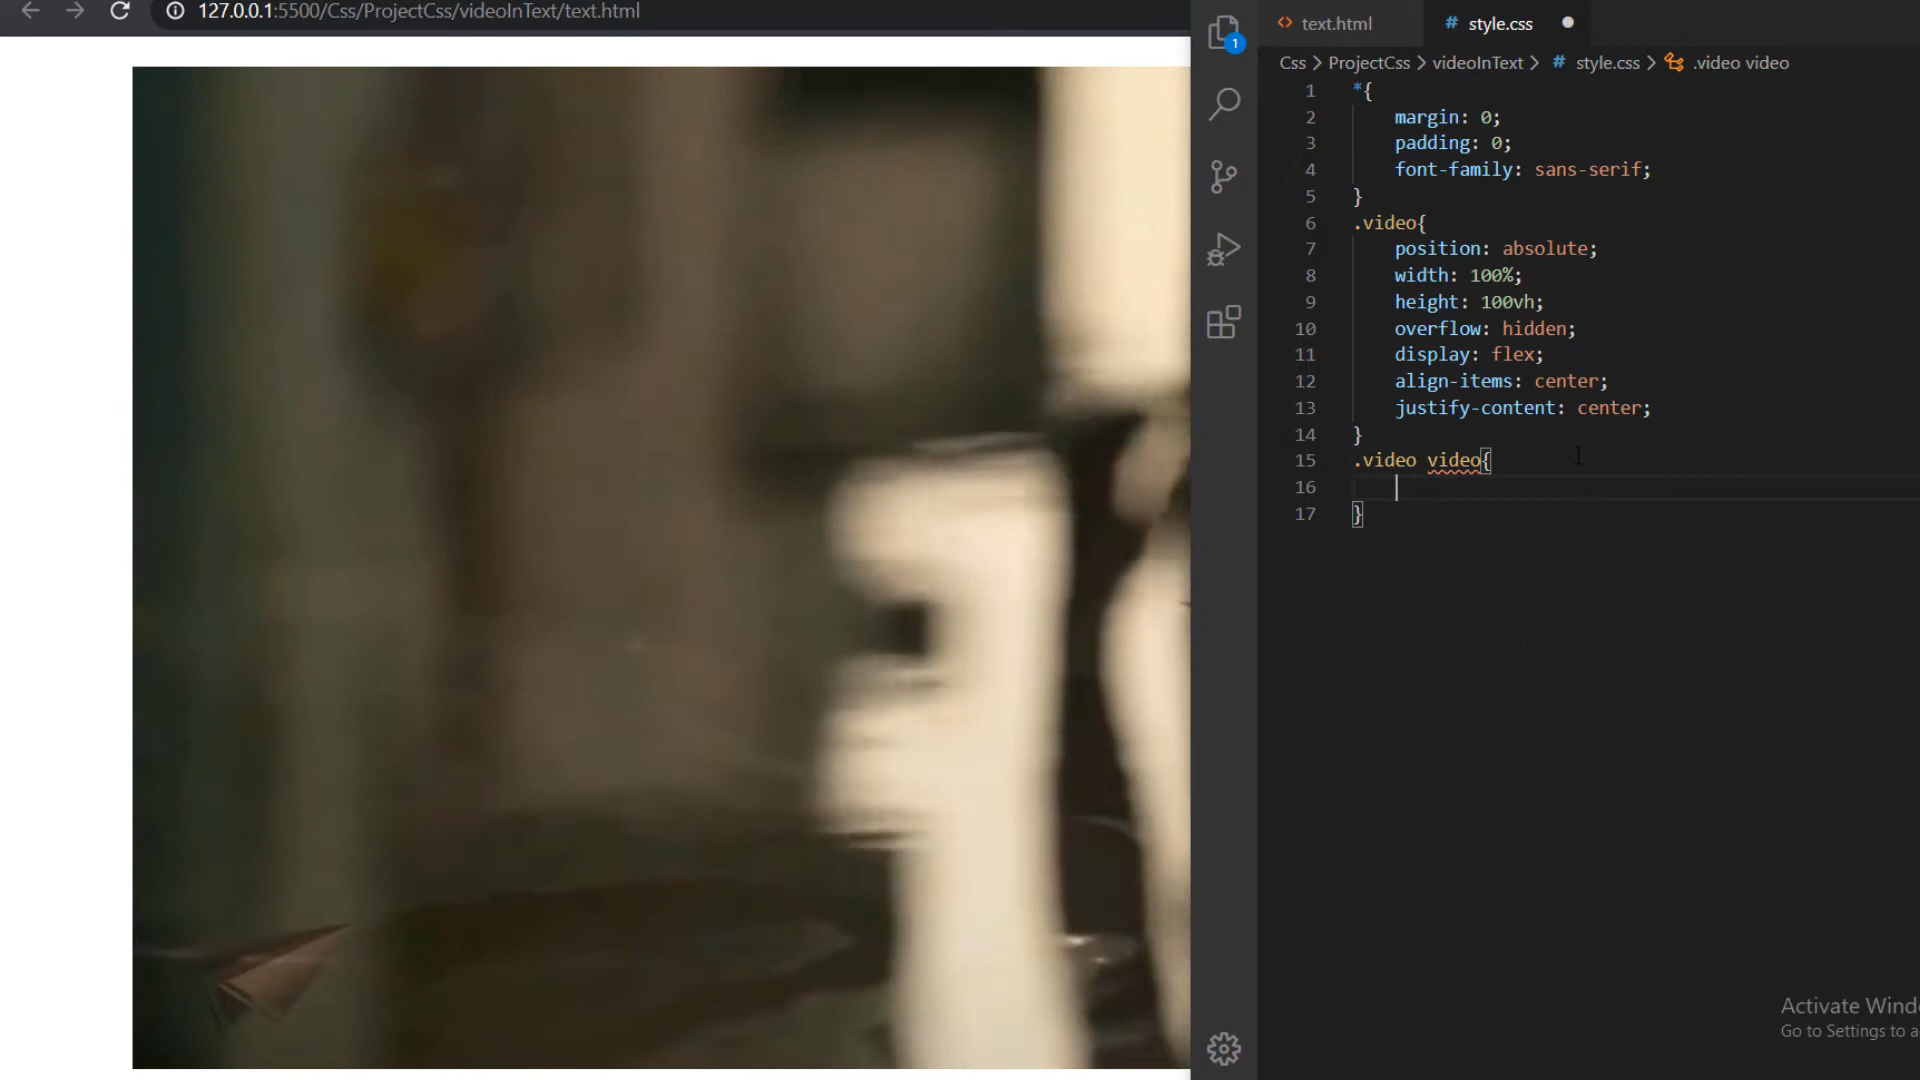 127.0.0.1:5500/Css/ProjectCss/videoInText/text.html
1
<> text.html
# style.css
Css > ProjectCss > videoInText > # style.css > .video video
1 *{
2 margin: 0;
3 padding: 0;
4 font-family: sans-serif;
5 }
6 .video{
7 position: absolute;
8 width: 100%;
9 height: 100vh;
10 overflow: hidden;
11 display: flex;
12 align-items: center;
13 justify-content: center;
14 }
15 .video video{
16
17 }
Activate Wind
Go to Settings to a